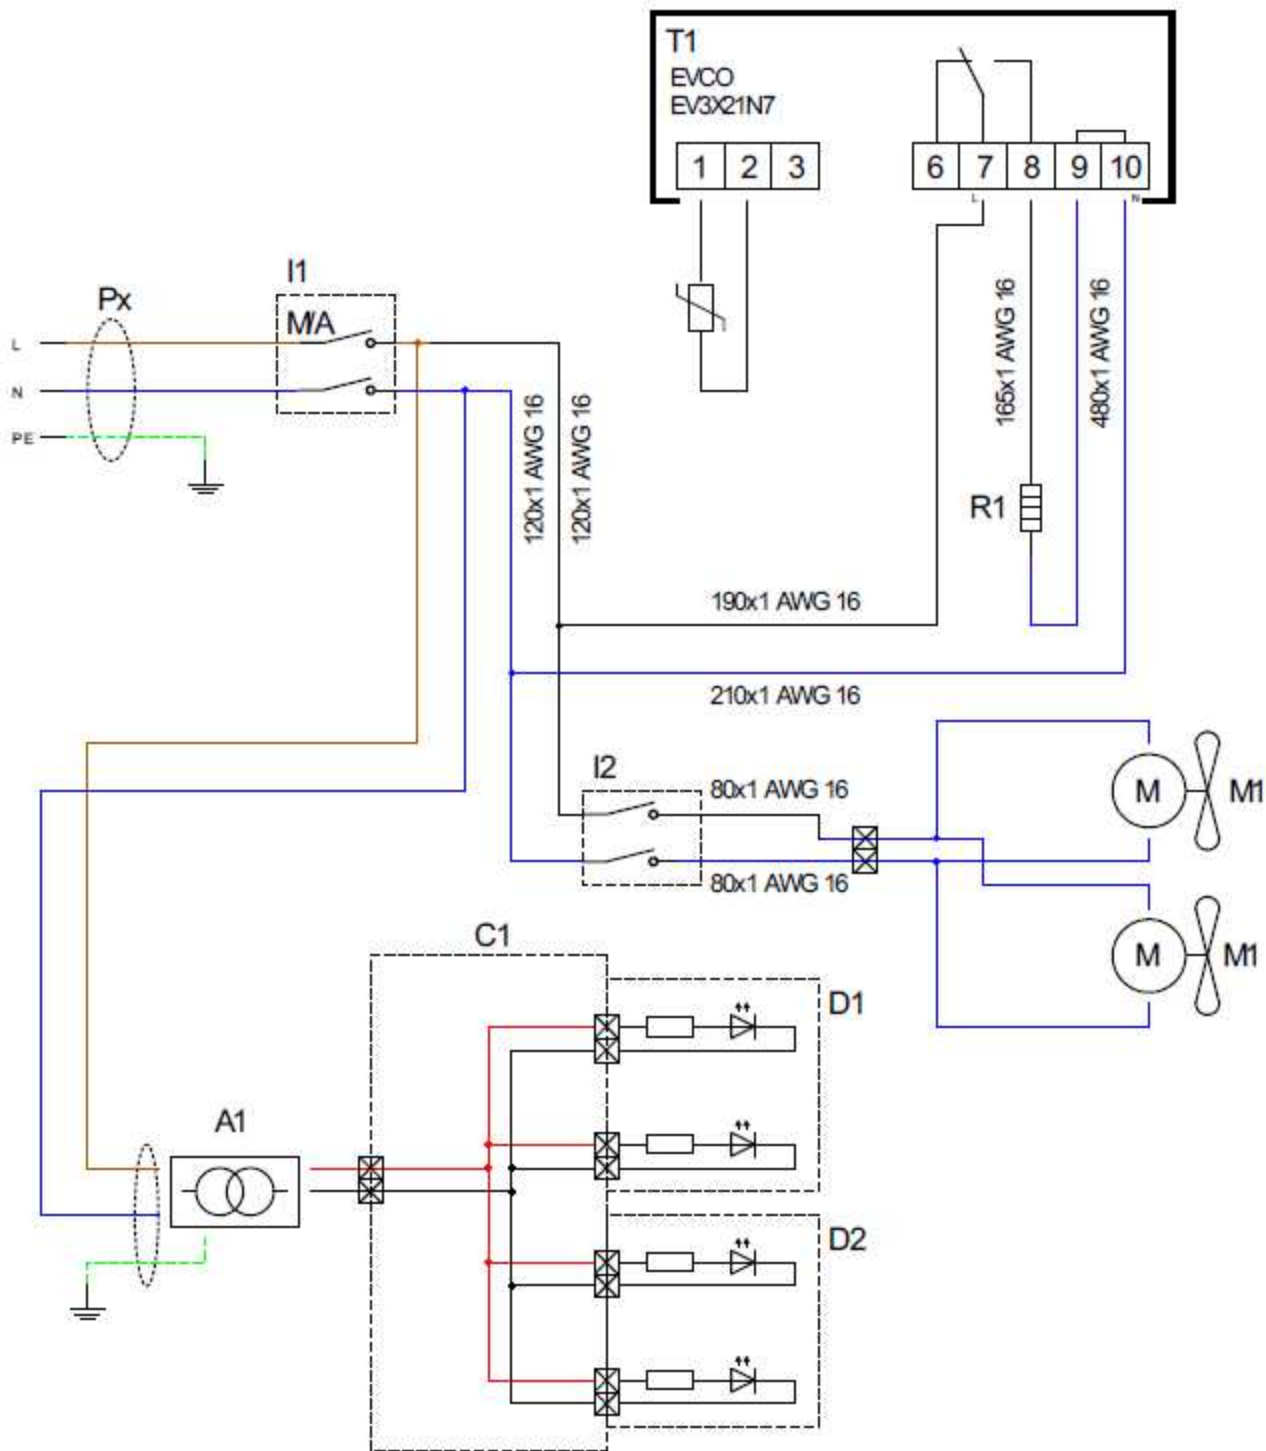 T1
EVCO
EV3X21N7
1 2 3
6 7 8 9 10
L
N
I1
Px
M/A
L
N
PE
120x1 AWG 16
120x1 AWG 16
165x1 AWG 16
480x1 AWG 16
R1
190x1 AWG 16
210x1 AWG 16
I2
80x1 AWG 16
M
M1
80x1 AWG 16
C1
M
M1
D1
A1
D2